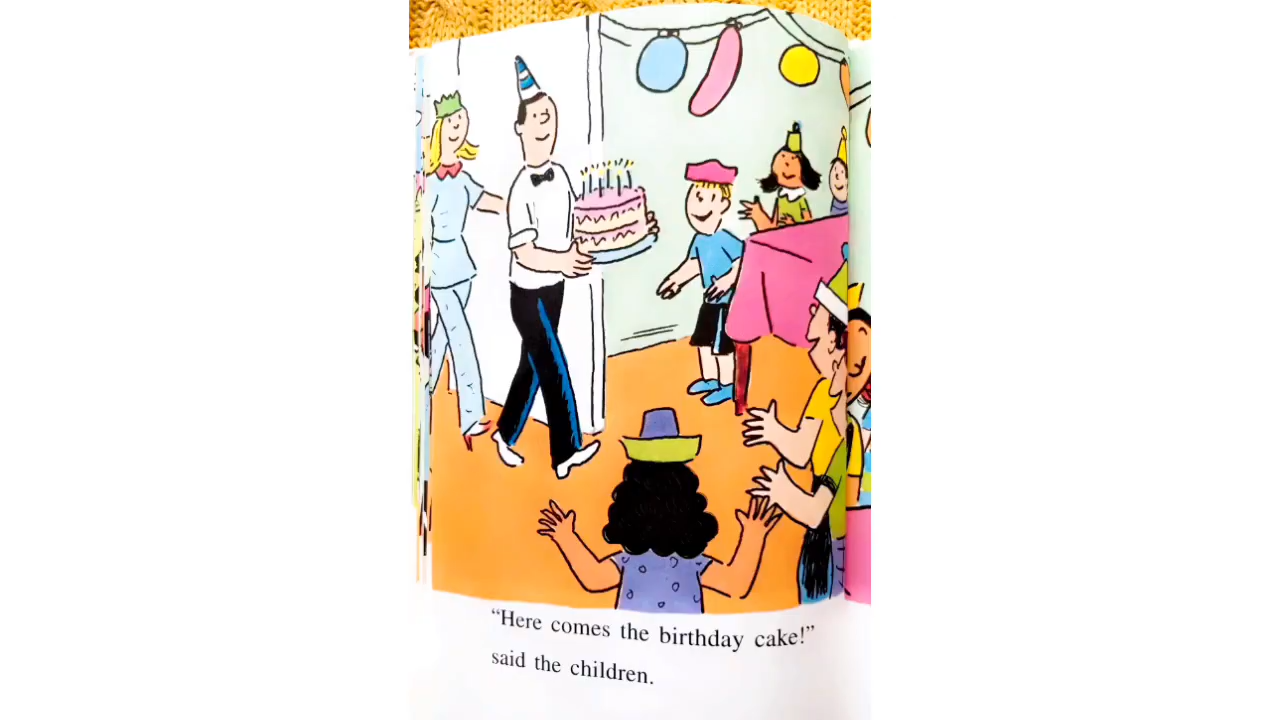 “Here comes the birthday cake!”
said the children.